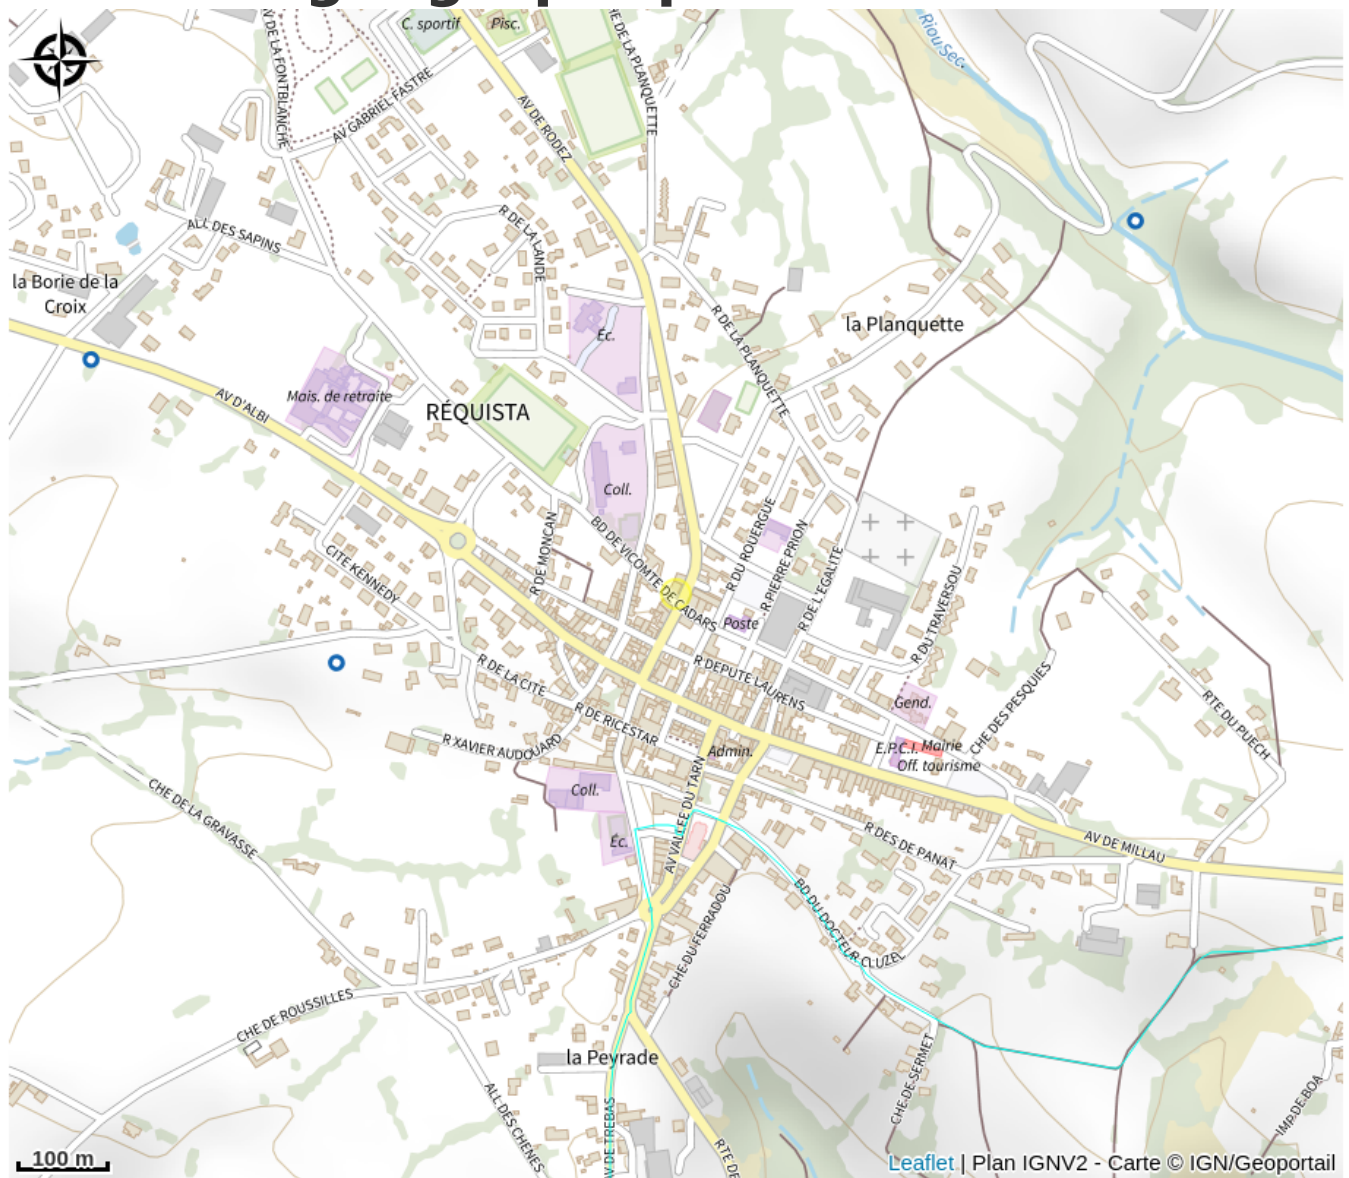 C. sportif
Pisc.
Riou Sec.
AV DE LA FONTBLANCHE
HE DE LA PLANQUETTE
AV GABRIEL FASTRE
AV DE RODEZ
R DE LA LANDE
ALL DES SAPINS
la Borie de la
Croix
Éc.
R DE LA PLANQUETTE
la Planquette
Mais. de retraite
AV D'ALBI
RÉQUISTA
Coll.
R DE MONCAN
BD DE VICOMTE DE CADARS
R DU ROUERGUE
R PIERRE PRION
R DE L'EGALITE
CITE KENNEDY
Poste
R DU TRAVERSOU
R DE LA CITE
R DEPUTE LAURENS
CHE DES PESQUIES
RTE DU PUECH
Gend.
R DE RICESTAR
R XAVIER AUDOUARD
Admin.
E.P.C.I. Mairie
Off. tourisme
CHE DE LA GRAVASSE
Coll.
Éc.
AV VALLEE DU TARN
R DES DE PANAT
AV DE MILLAU
BD DU DOCTEUR CLUZEL
CHE DU FERRADOU
CHE DE ROUSSILLES
la Peyrade
CHE DE SERMET
ALL DES CHENES
V DE TREBAS
RTE DE
IMP DE BOA
100 m
Leaflet | Plan IGNV2 - Carte © IGN/Geoportail